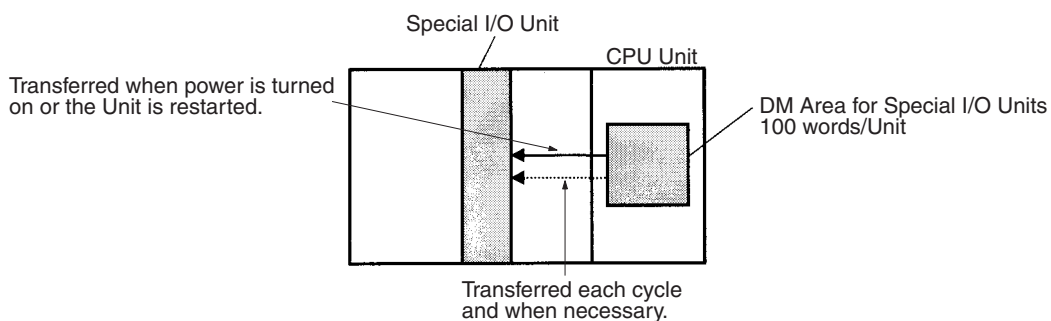 Special I/O Unit
CPU Unit
Transferred when power is turned
on or the Unit is restarted.
DM Area for Special I/O Units
100 words/Unit
Transferred each cycle
and when necessary.